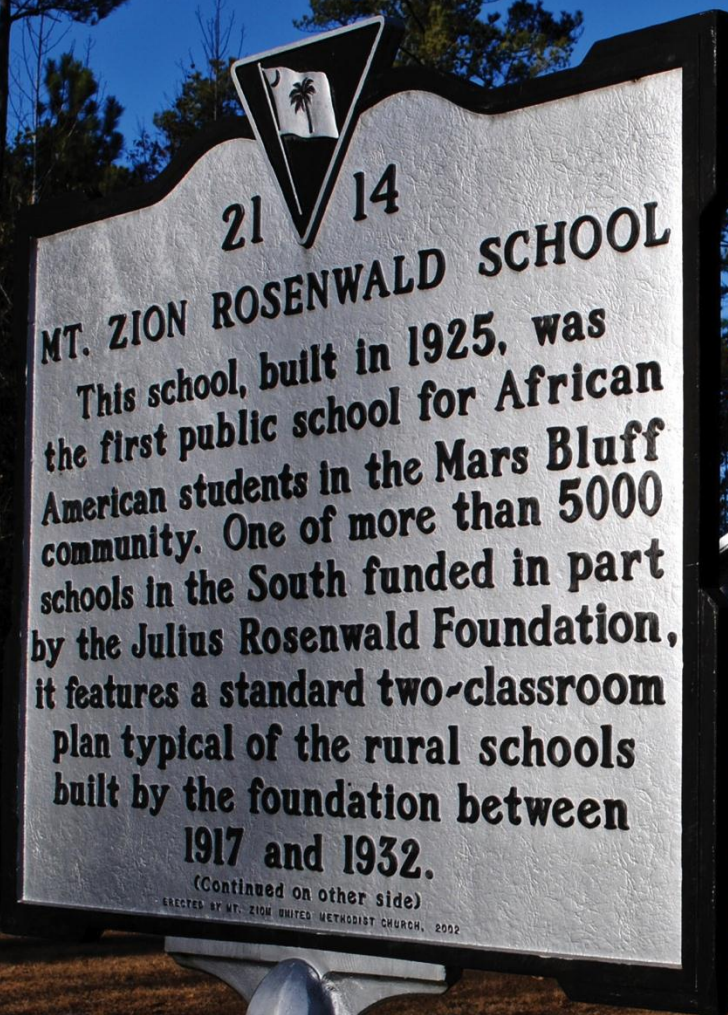 21 14
MT. ZION ROSENWALD SCHOOL
This school, built in 1925, was
the first public school for African
American students in the Mars Bluff
community. One of more than 5000
schools in the South funded in part
by the Julius Rosenwald Foundation,
it features a standard two-classroom
plan typical of the rural schools
built by the foundation between
1917 and 1932.
(Continued on other side)
ERECTED BY MT. ZION UNITED METHODIST CHURCH, 2002